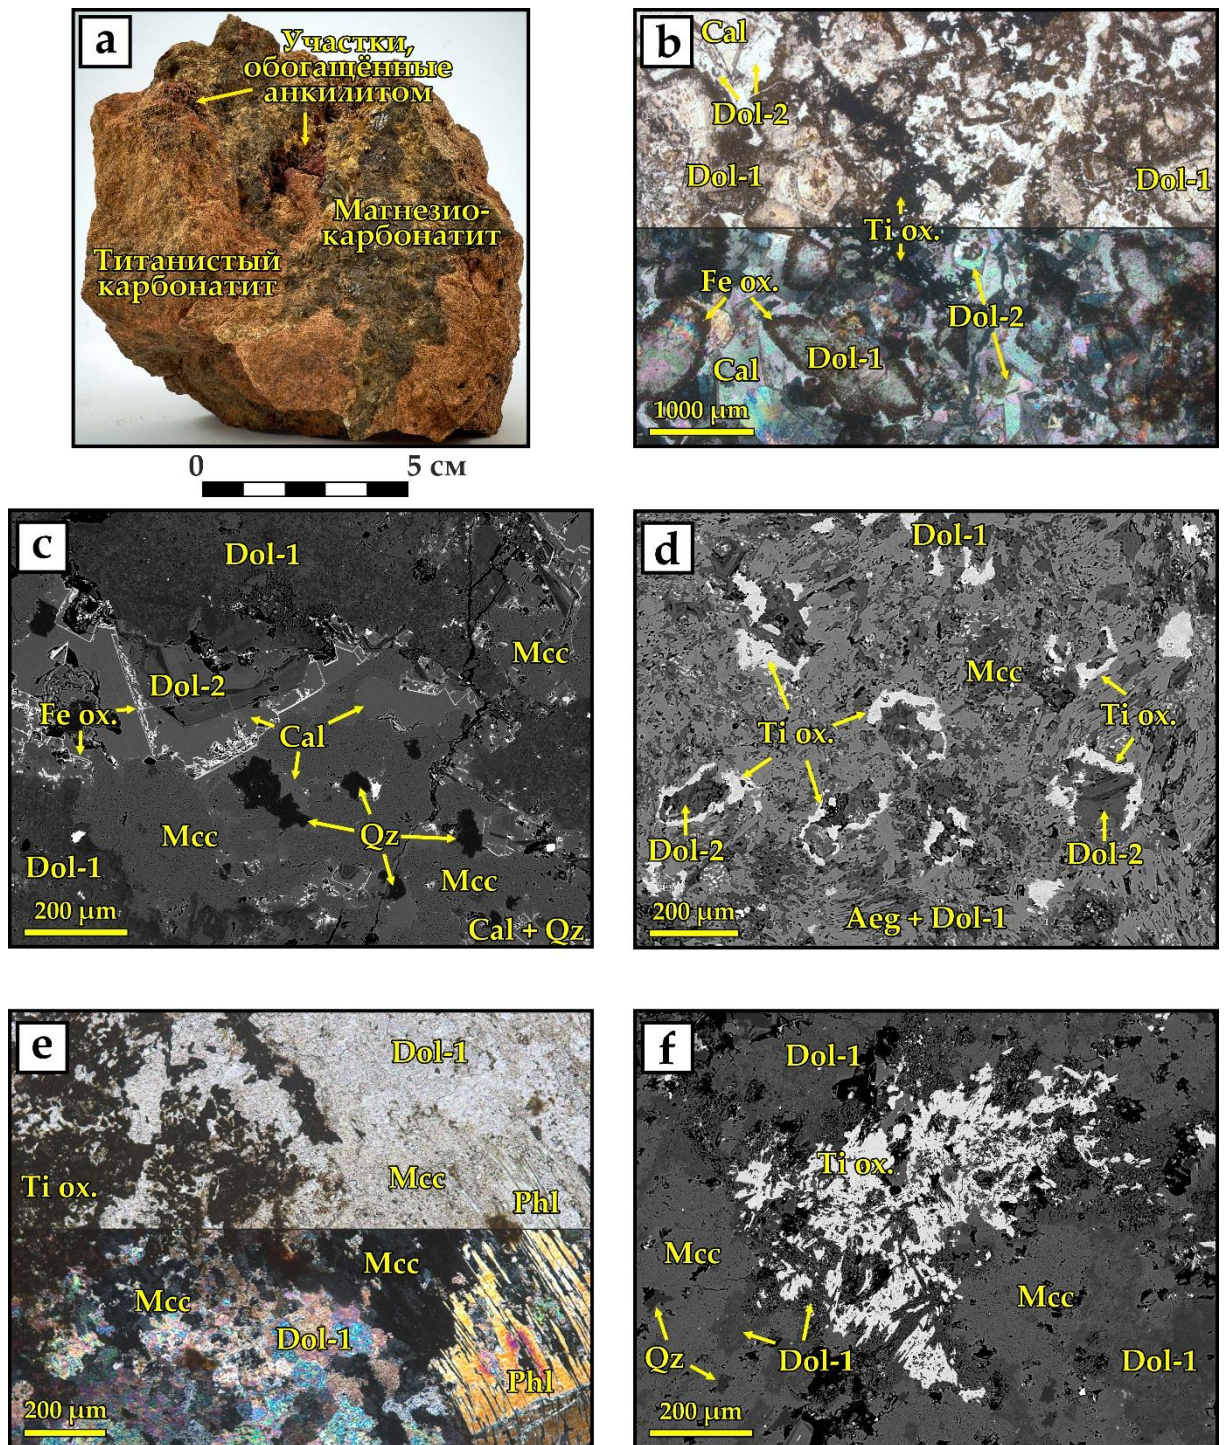 a
Участки,
обогащённые
анкилитом
Магнезио-
карбонатит
Титанистый
карбонатит
0 5 см
b
Cal
Dol-2
Dol-1
Dol-1
Ti ox.
Fe ox.
Dol-2
Dol-1
Cal
1000 µm
c
Dol-1
Mcc
Dol-2
Fe ox.
Cal
Mcc
Qz
Dol-1
Mcc
200 µm
Cal + Qz
d
Dol-1
Mcc
Ti ox.
Ti ox.
Dol-2
Dol-2
200 µm
Aeg + Dol-1
e
Dol-1
Ti ox.
Mcc
Phl
Mcc
Mcc
Dol-1
Phl
200 µm
f
Dol-1
Ti ox.
Mcc
Mcc
Qz
Dol-1
Dol-1
200 µm